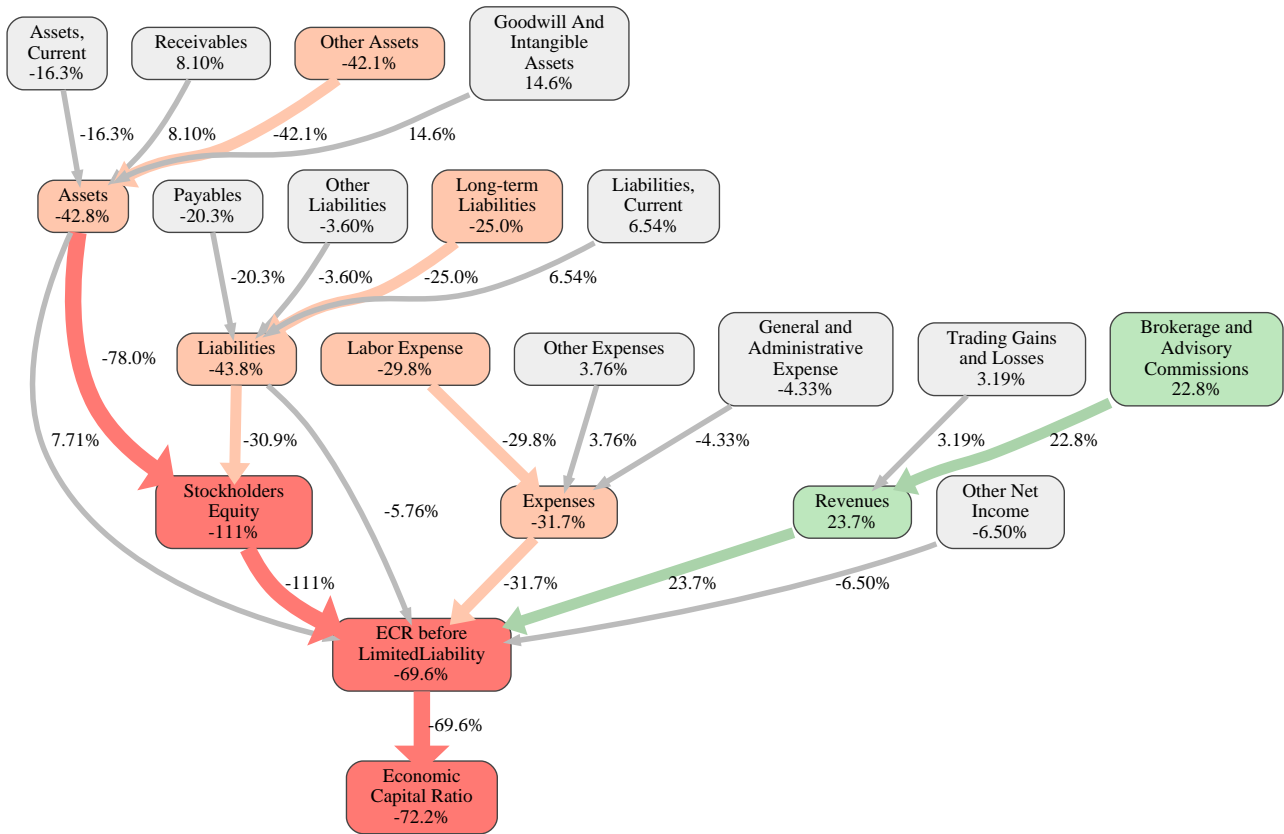 Assets,
Current
-16.3%
Receivables
8.10%
Other Assets
-42.1%
Goodwill And
Intangible
Assets
14.6%
-16.3%
8.10%
-42.1%
14.6%
Assets
-42.8%
Payables
-20.3%
Other
Liabilities
-3.60%
Long-term
Liabilities
-25.0%
Liabilities,
Current
6.54%
-20.3%
-3.60%
-25.0%
6.54%
-78.0%
Liabilities
-43.8%
Labor Expense
-29.8%
Other Expenses
3.76%
General and
Administrative
Expense
-4.33%
Trading Gains
and Losses
3.19%
Brokerage and
Advisory
Commissions
22.8%
7.71%
-30.9%
-29.8%
3.76%
-4.33%
3.19%
22.8%
Stockholders
Equity
-111%
-5.76%
Expenses
-31.7%
Revenues
23.7%
Other Net
Income
-6.50%
-111%
-31.7%
23.7%
-6.50%
ECR before
LimitedLiability
-69.6%
-69.6%
Economic
Capital Ratio
-72.2%